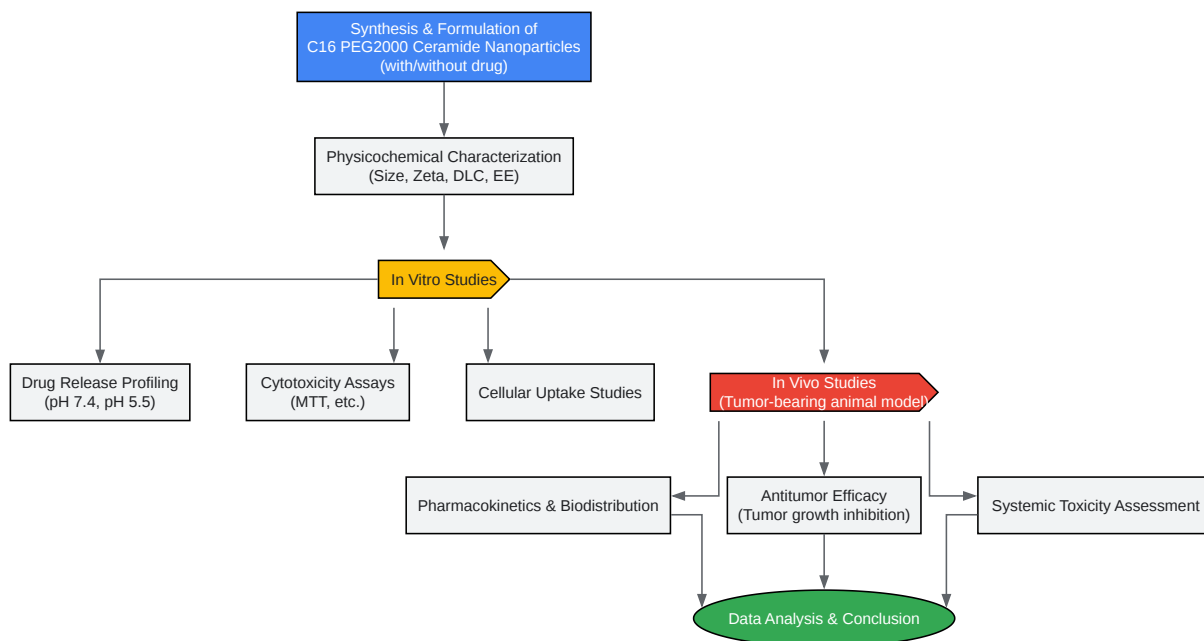 Synthesis & Formulation of
C16 PEG2000 Ceramide Nanoparticles
(with/without drug)
Physicochemical Characterization
(Size, Zeta, DLC, EE)
In Vitro Studies
Drug Release Profiling
(pH 7.4, pH 5.5)
Cytotoxicity Assays
(MTT, etc.)
Cellular Uptake Studies
In Vivo Studies
(Tumor-bearing animal model)
Pharmacokinetics & Biodistribution
Antitumor Efficacy
(Tumor growth inhibition)
Systemic Toxicity Assessment
Data Analysis & Conclusion